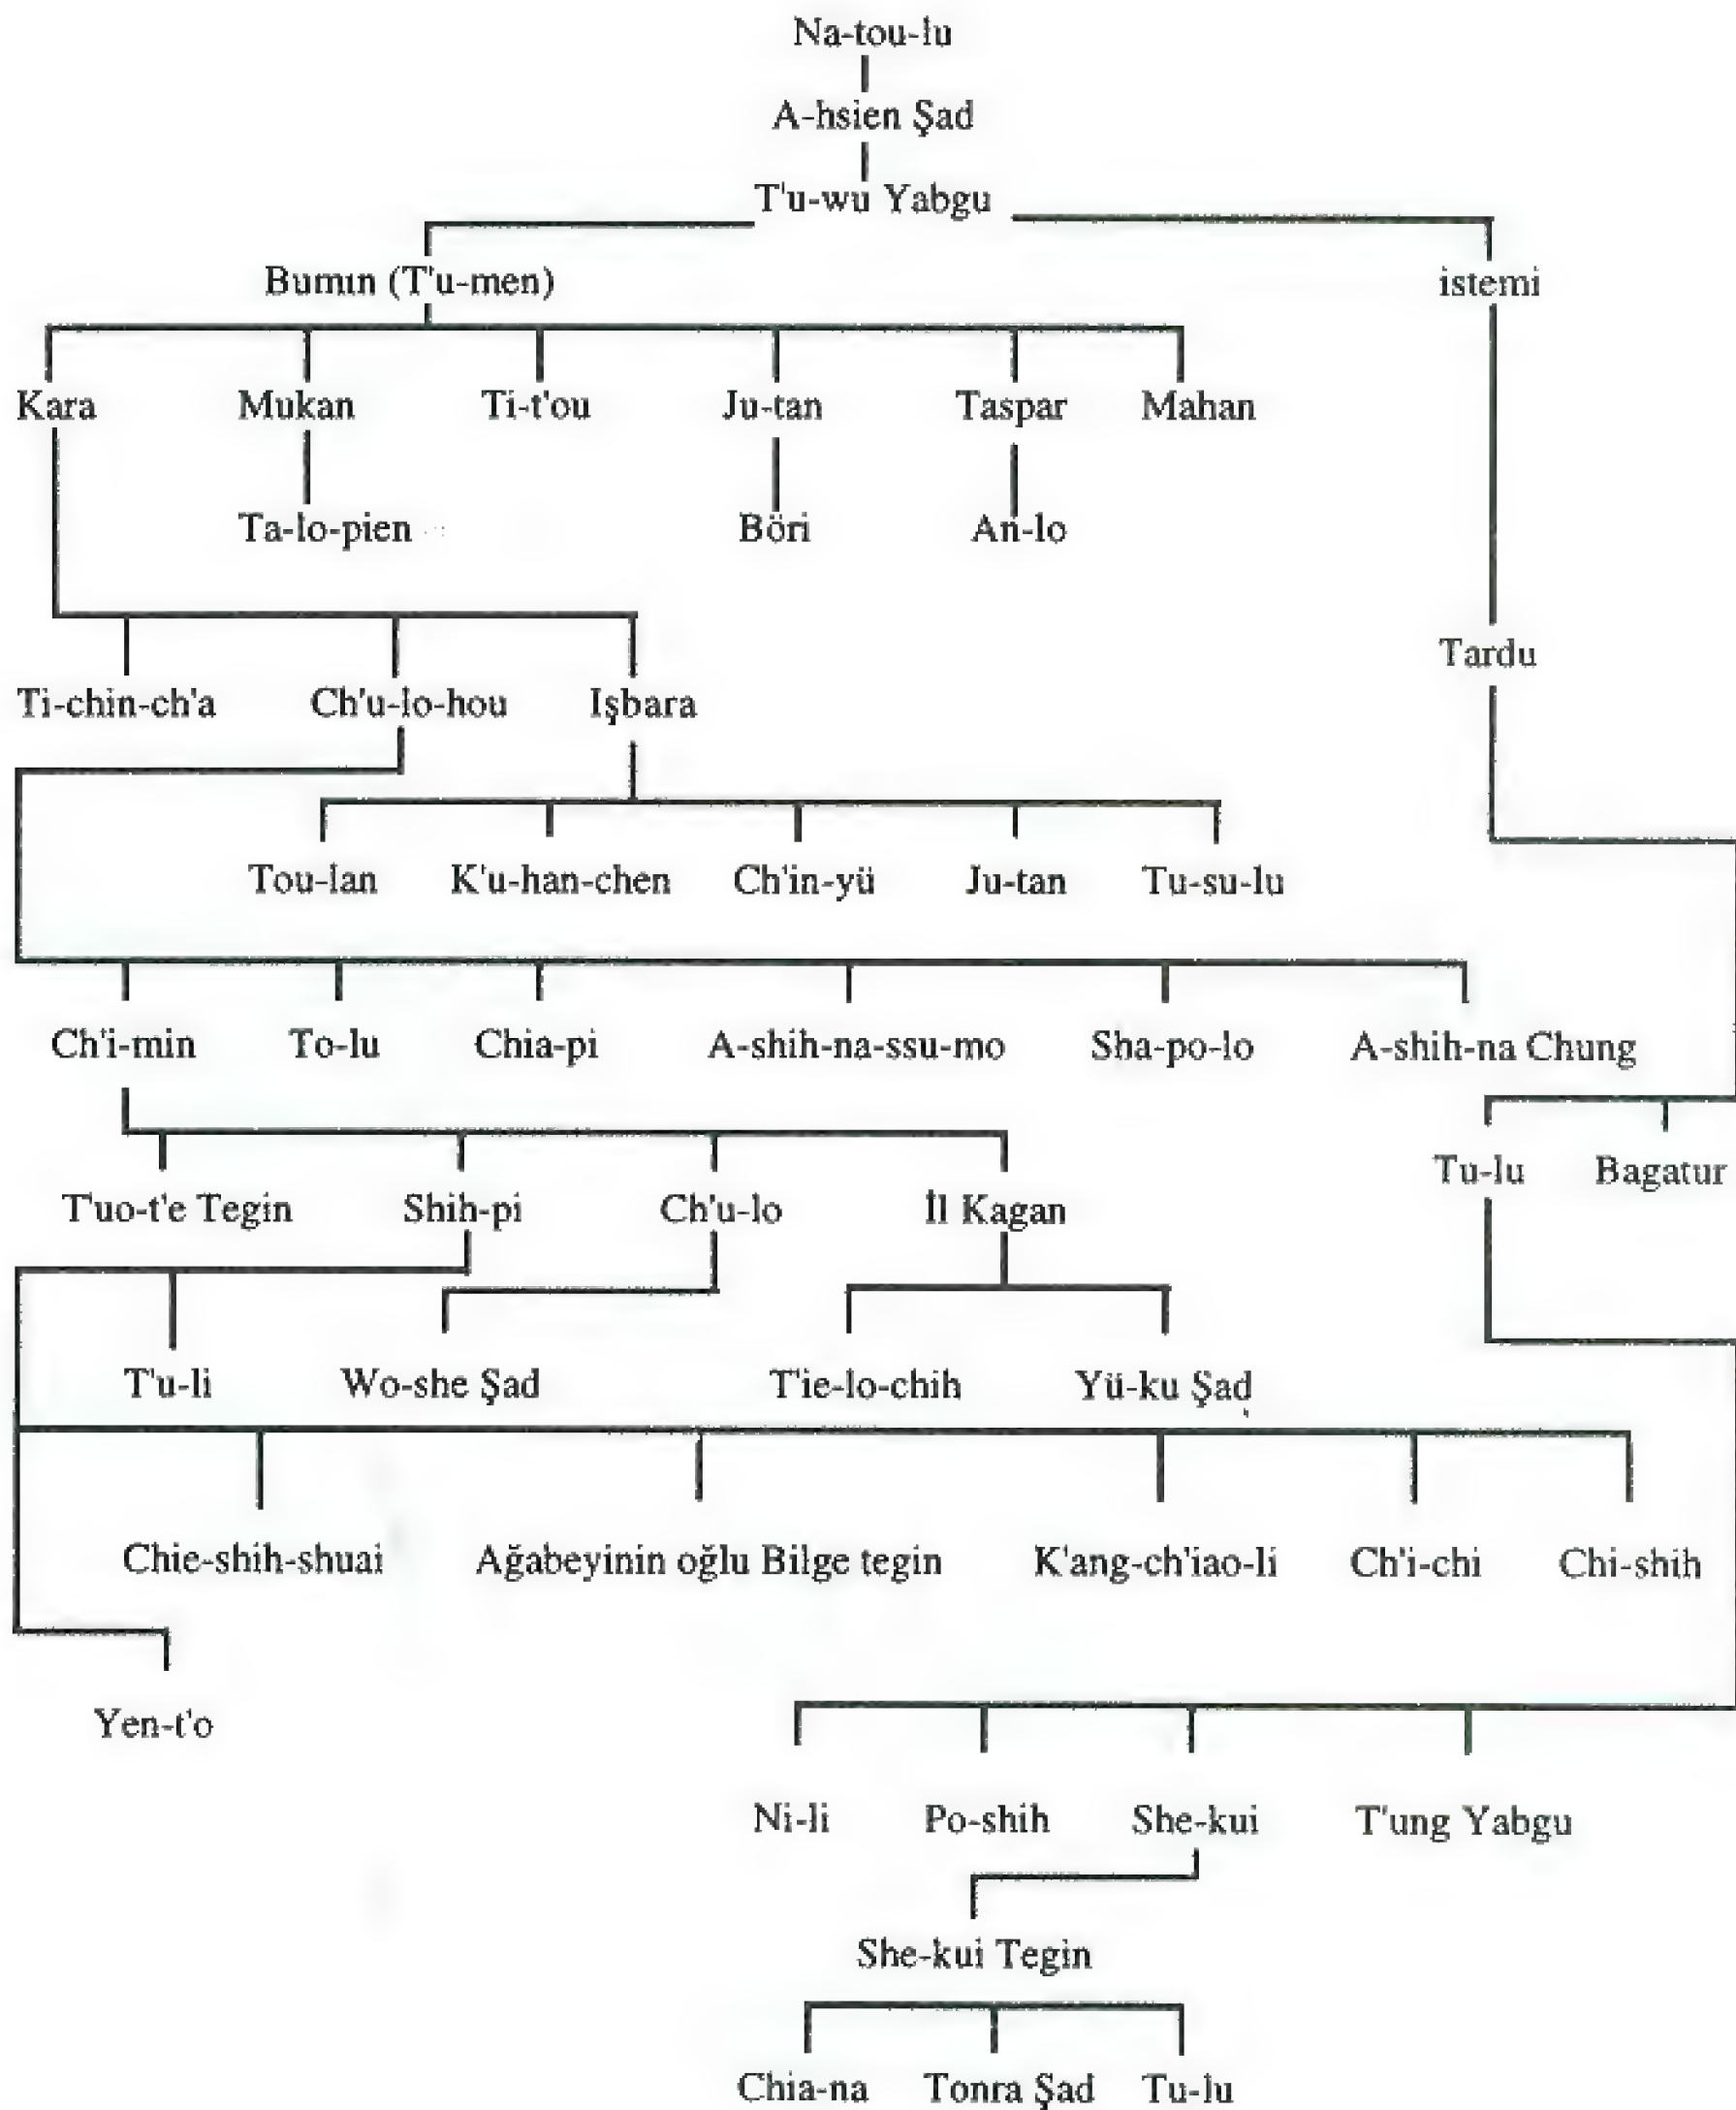 Na-tou-lu
A-hsien Şad
T'u-wu Yabgu
Bumın (T'u-men) istemi
Kara Mukan Ti-t'ou Ju-tan Taspar Mahan
Ta-lo-pien Böri An-lo
Tardu
Ti-chin-ch'a Ch'u-lo-hou Işbara
Tou-lan K'u-han-chen Ch'in-yü Ju-tan Tu-su-lu
Ch'i-min To-lu Chia-pi A-shih-na-ssu-mo Sha-po-lo A-shih-na Chung
Tu-lu Bagatur
T'uo-t'e Tegin Shih-pi Ch'u-lo İl Kagan
T'u-li Wo-she Şad T'ie-lo-chih Yü-ku Şad
Chie-shih-shuai Ağabeyinin oğlu Bilge tegin K'ang-ch'iao-li Ch'i-chi Chi-shih
Yen-t'o
Ni-li Po-shih She-kui T'ung Yabgu
She-kui Tegin
Chia-na Tonra Şad Tu-lu